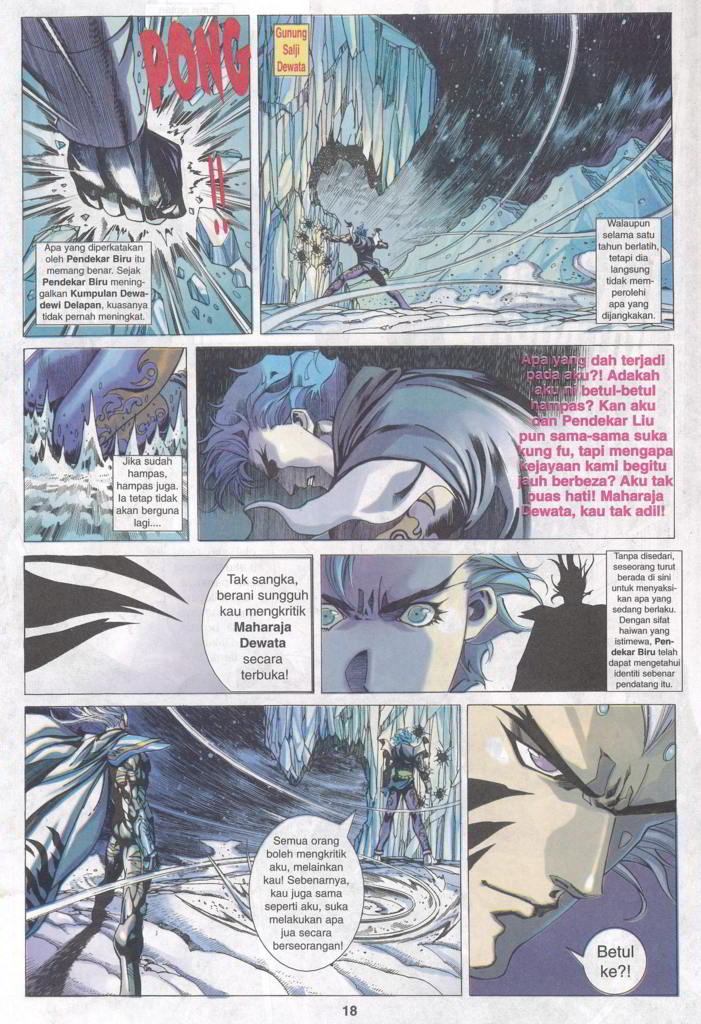 PONG
!!
Apa yang diperkatakan
oleh Pendekar Biru itu
memang benar. Sejak
Pendekar Biru mening-
galkan Kumpulan Dewa-
dewi Delapan, kuasanya
tidak pernah meningkat.
Gunung
Salji
Dewata
Walaupun
selama satu
tahun berlatih,
tetapi dia
langsung
tidak mem-
perolehi
apa yang
dijangkakan.
Jika sudah
hampas,
hampas juga.
Ia tetap tidak
akan berguna
lagi....
Apa yang dah terjadi
pada aku?! Adakah
aku ni betul-betul
hampas? Kan aku
dan Pendekar Liu
pun sama-sama suka
kung fu, tapi mengapa
kejayaan kami begitu
jauh berbeza? Aku tak
puas hati! Maharaja
Dewata, kau tak adil!
Tak sangka,
berani sungguh
kau mengkritik
Maharaja
Dewata
secara
terbuka!
Tanpa disedari,
seseorang turut
berada di sini
untuk menyaksi-
kan apa yang
sedang berlaku.
Dengan sifat
haiwan yang
istimewa, Pen-
dekar Biru telah
dapat mengetahui
identiti sebenar
pendatang itu.
Semua orang
boleh mengkritik
aku, melainkan
kau! Sebenarnya,
kau juga sama
seperti aku, suka
melakukan apa
jua secara
berseorangan!
Betul
ke?!
18